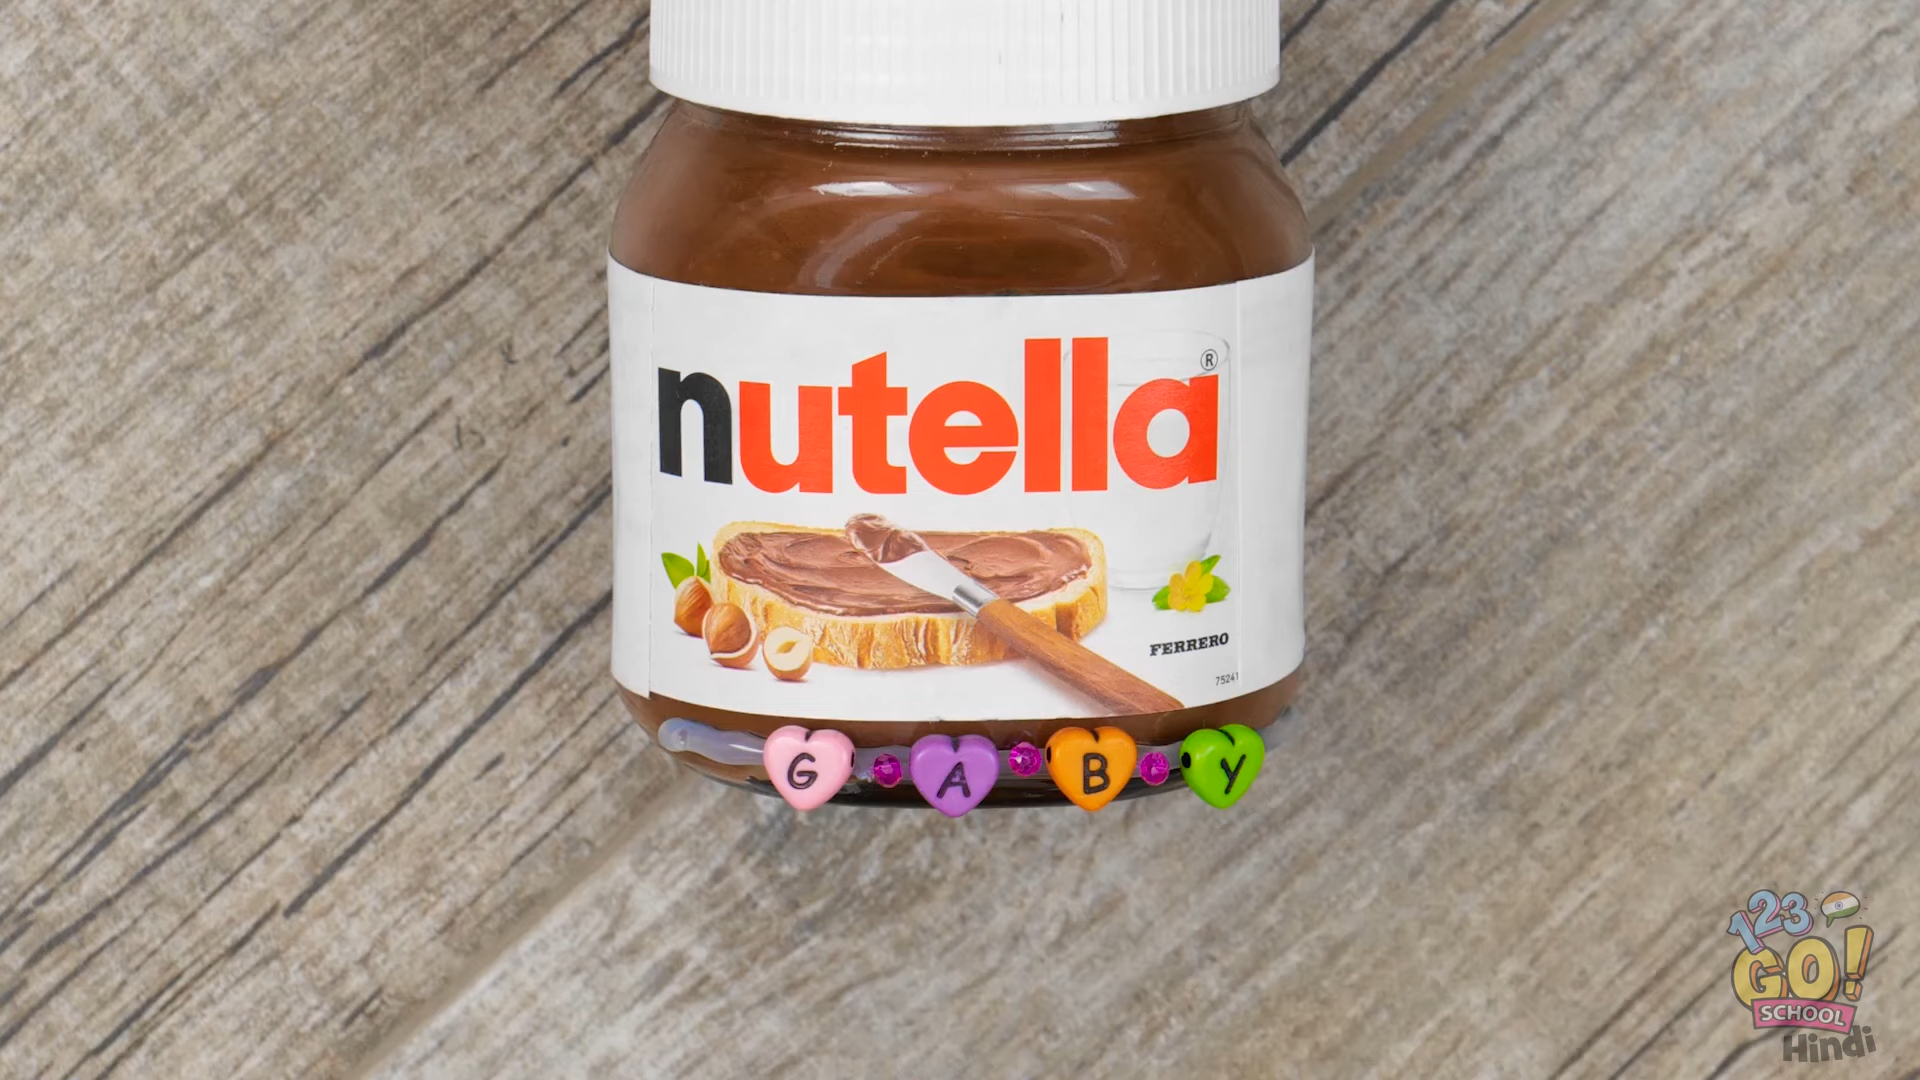 nutella®
FERRERO
75241
G A B Y
123
GO!
SCHOOL
Hindi